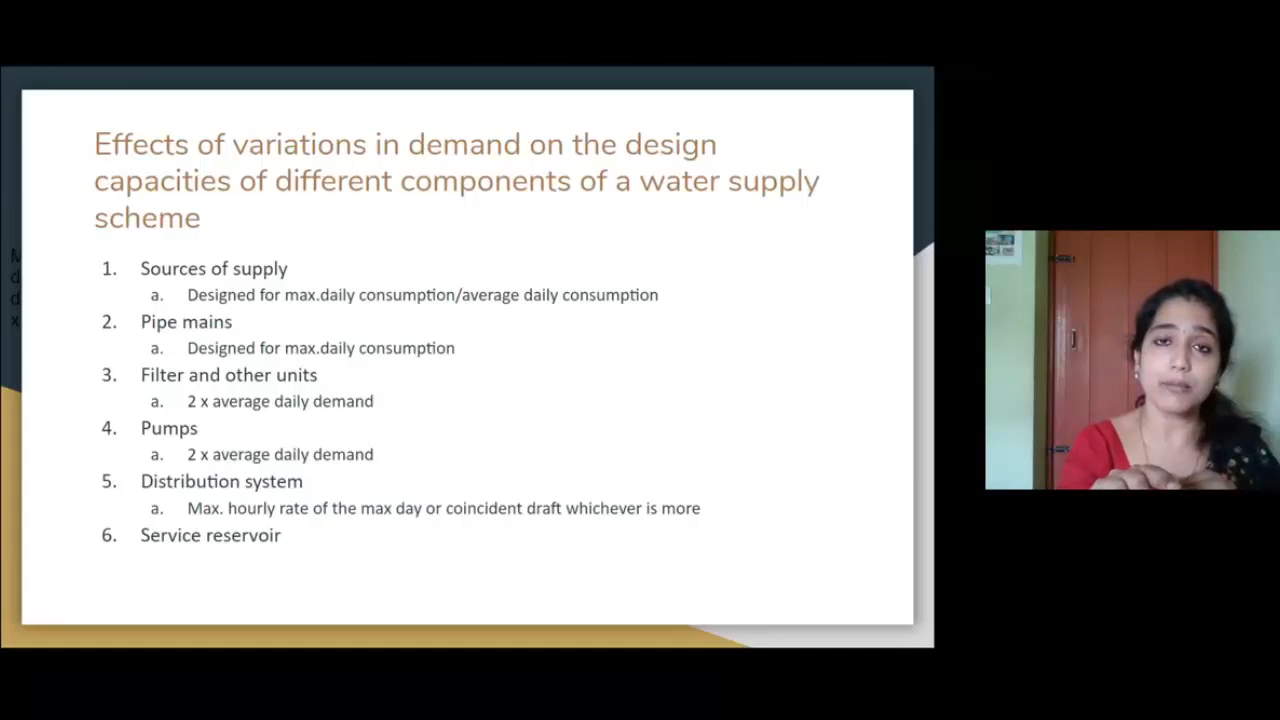 Effects of variations in demand on the design
capacities of different components of a water supply
scheme
1. Sources of supply
a. Designed for max.daily consumption/average daily consumption
2. Pipe mains
a. Designed for max.daily consumption
3. Filter and other units
a. 2 x average daily demand
4. Pumps
a. 2 x average daily demand
5. Distribution system
a. Max. hourly rate of the max day or coincident draft whichever is more
6. Service reservoir